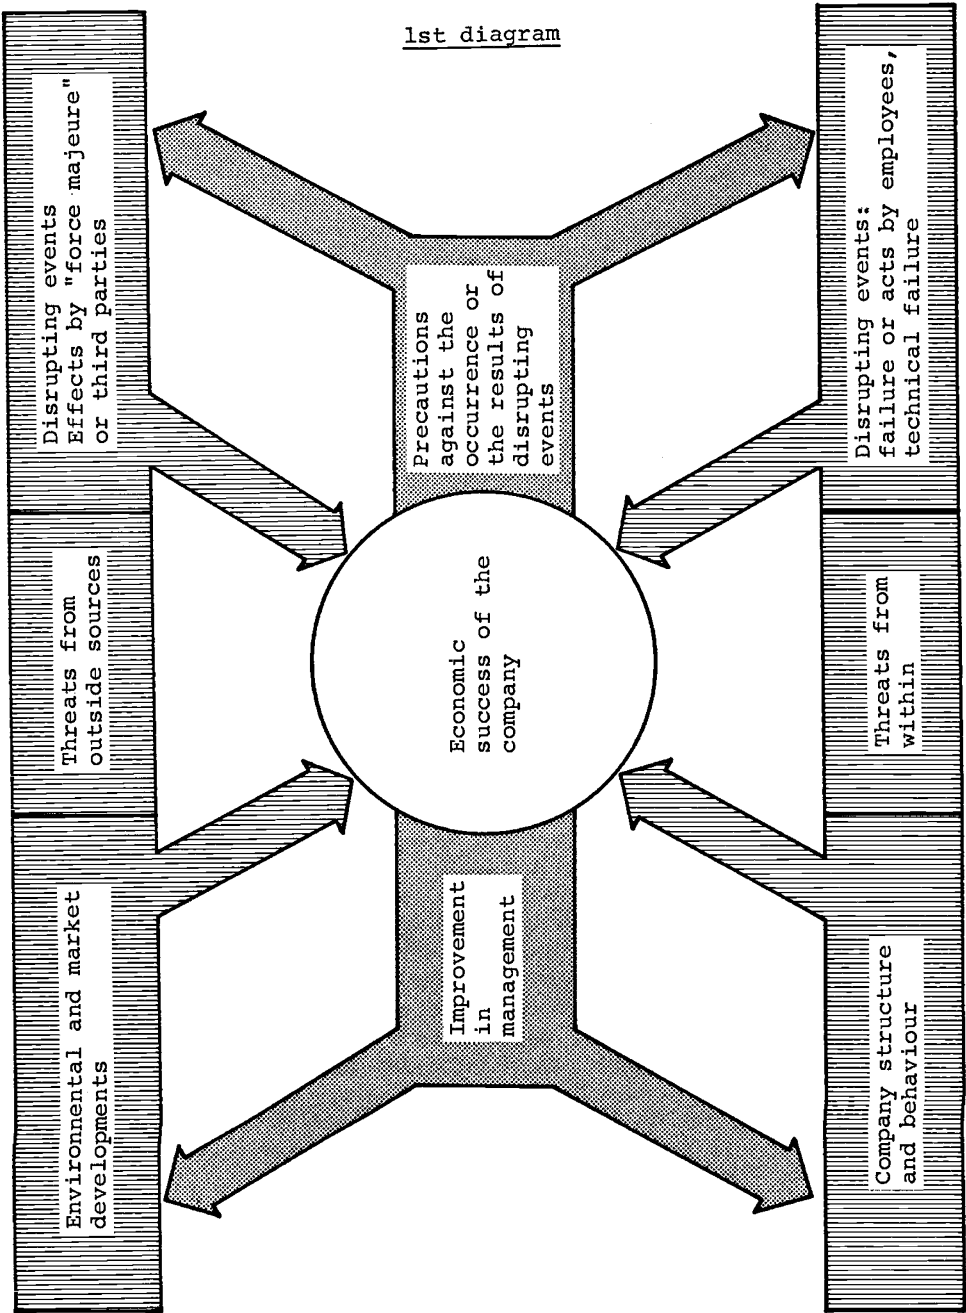 1st diagram
Environnental and market
developments
Threats from
outside sources
Disrupting events
Effects by "force majeure"
or third parties
Improvement
in
management
Economic
success of the
company
Precautions
against the
occurrence or
the results of
disrupting
events
Company structure
and behaviour
Threats from
within
Disrupting events:
failure or acts by employees,
technical failure